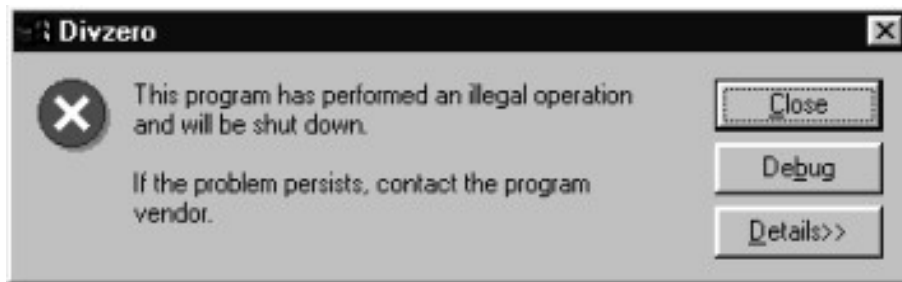 Divzero
This program has performed an illegal operation
and will be shut down.
If the problem persists, contact the program
vendor.
Close
Debug
Details>>